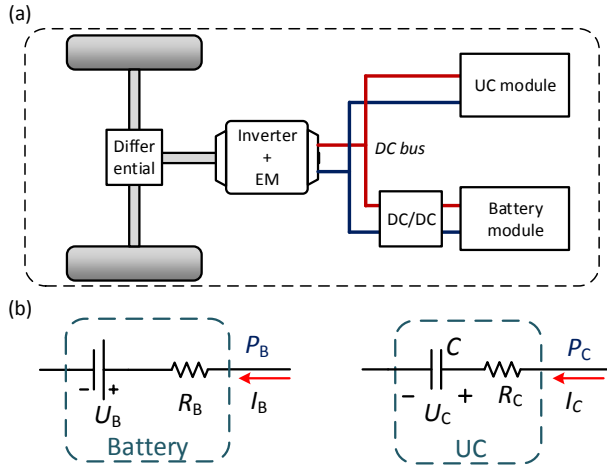 (a)
UC module
Differ
ential
Inverter
+
EM
DC bus
DC/DC
Battery
module
(b)
P_B
- +
U_B
R_B
I_B
Battery
C
P_C
- +
U_C
R_C
I_C
UC